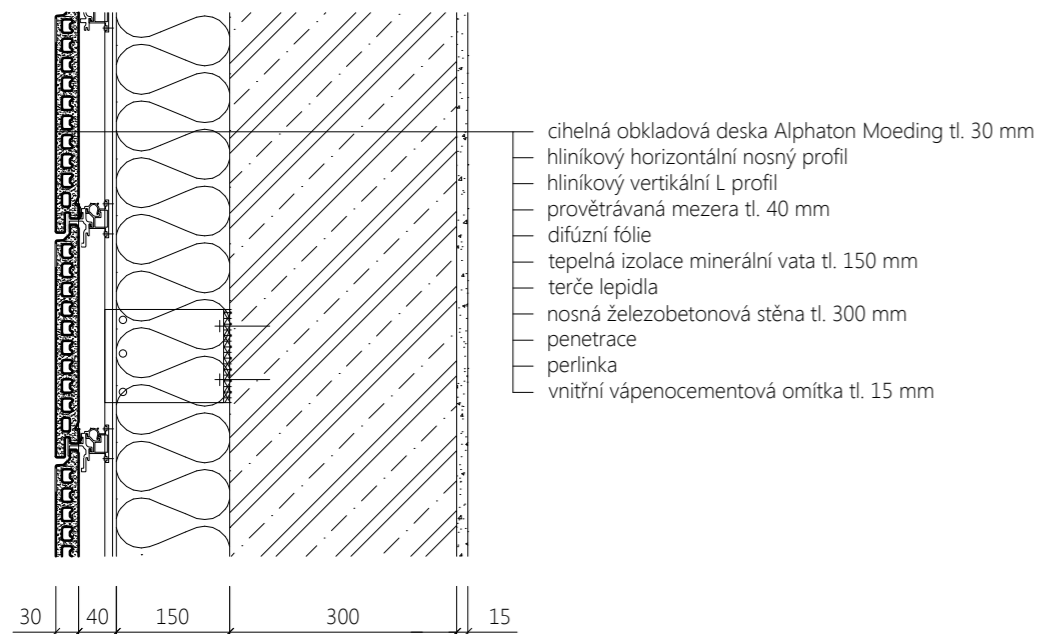 cihelná obkladová deska Alphaton Moeding tl. 30 mm
hliníkový horizontální nosný profil
hliníkový vertikální L profil
provětrávaná mezera tl. 40 mm
difúzní fólie
tepelná izolace minerální vata tl. 150 mm
terče lepidla
nosná železobetonová stěna tl. 300 mm
penetrace
perlinka
vnitřní vápenocementová omítka tl. 15 mm
30 40 150 300 15